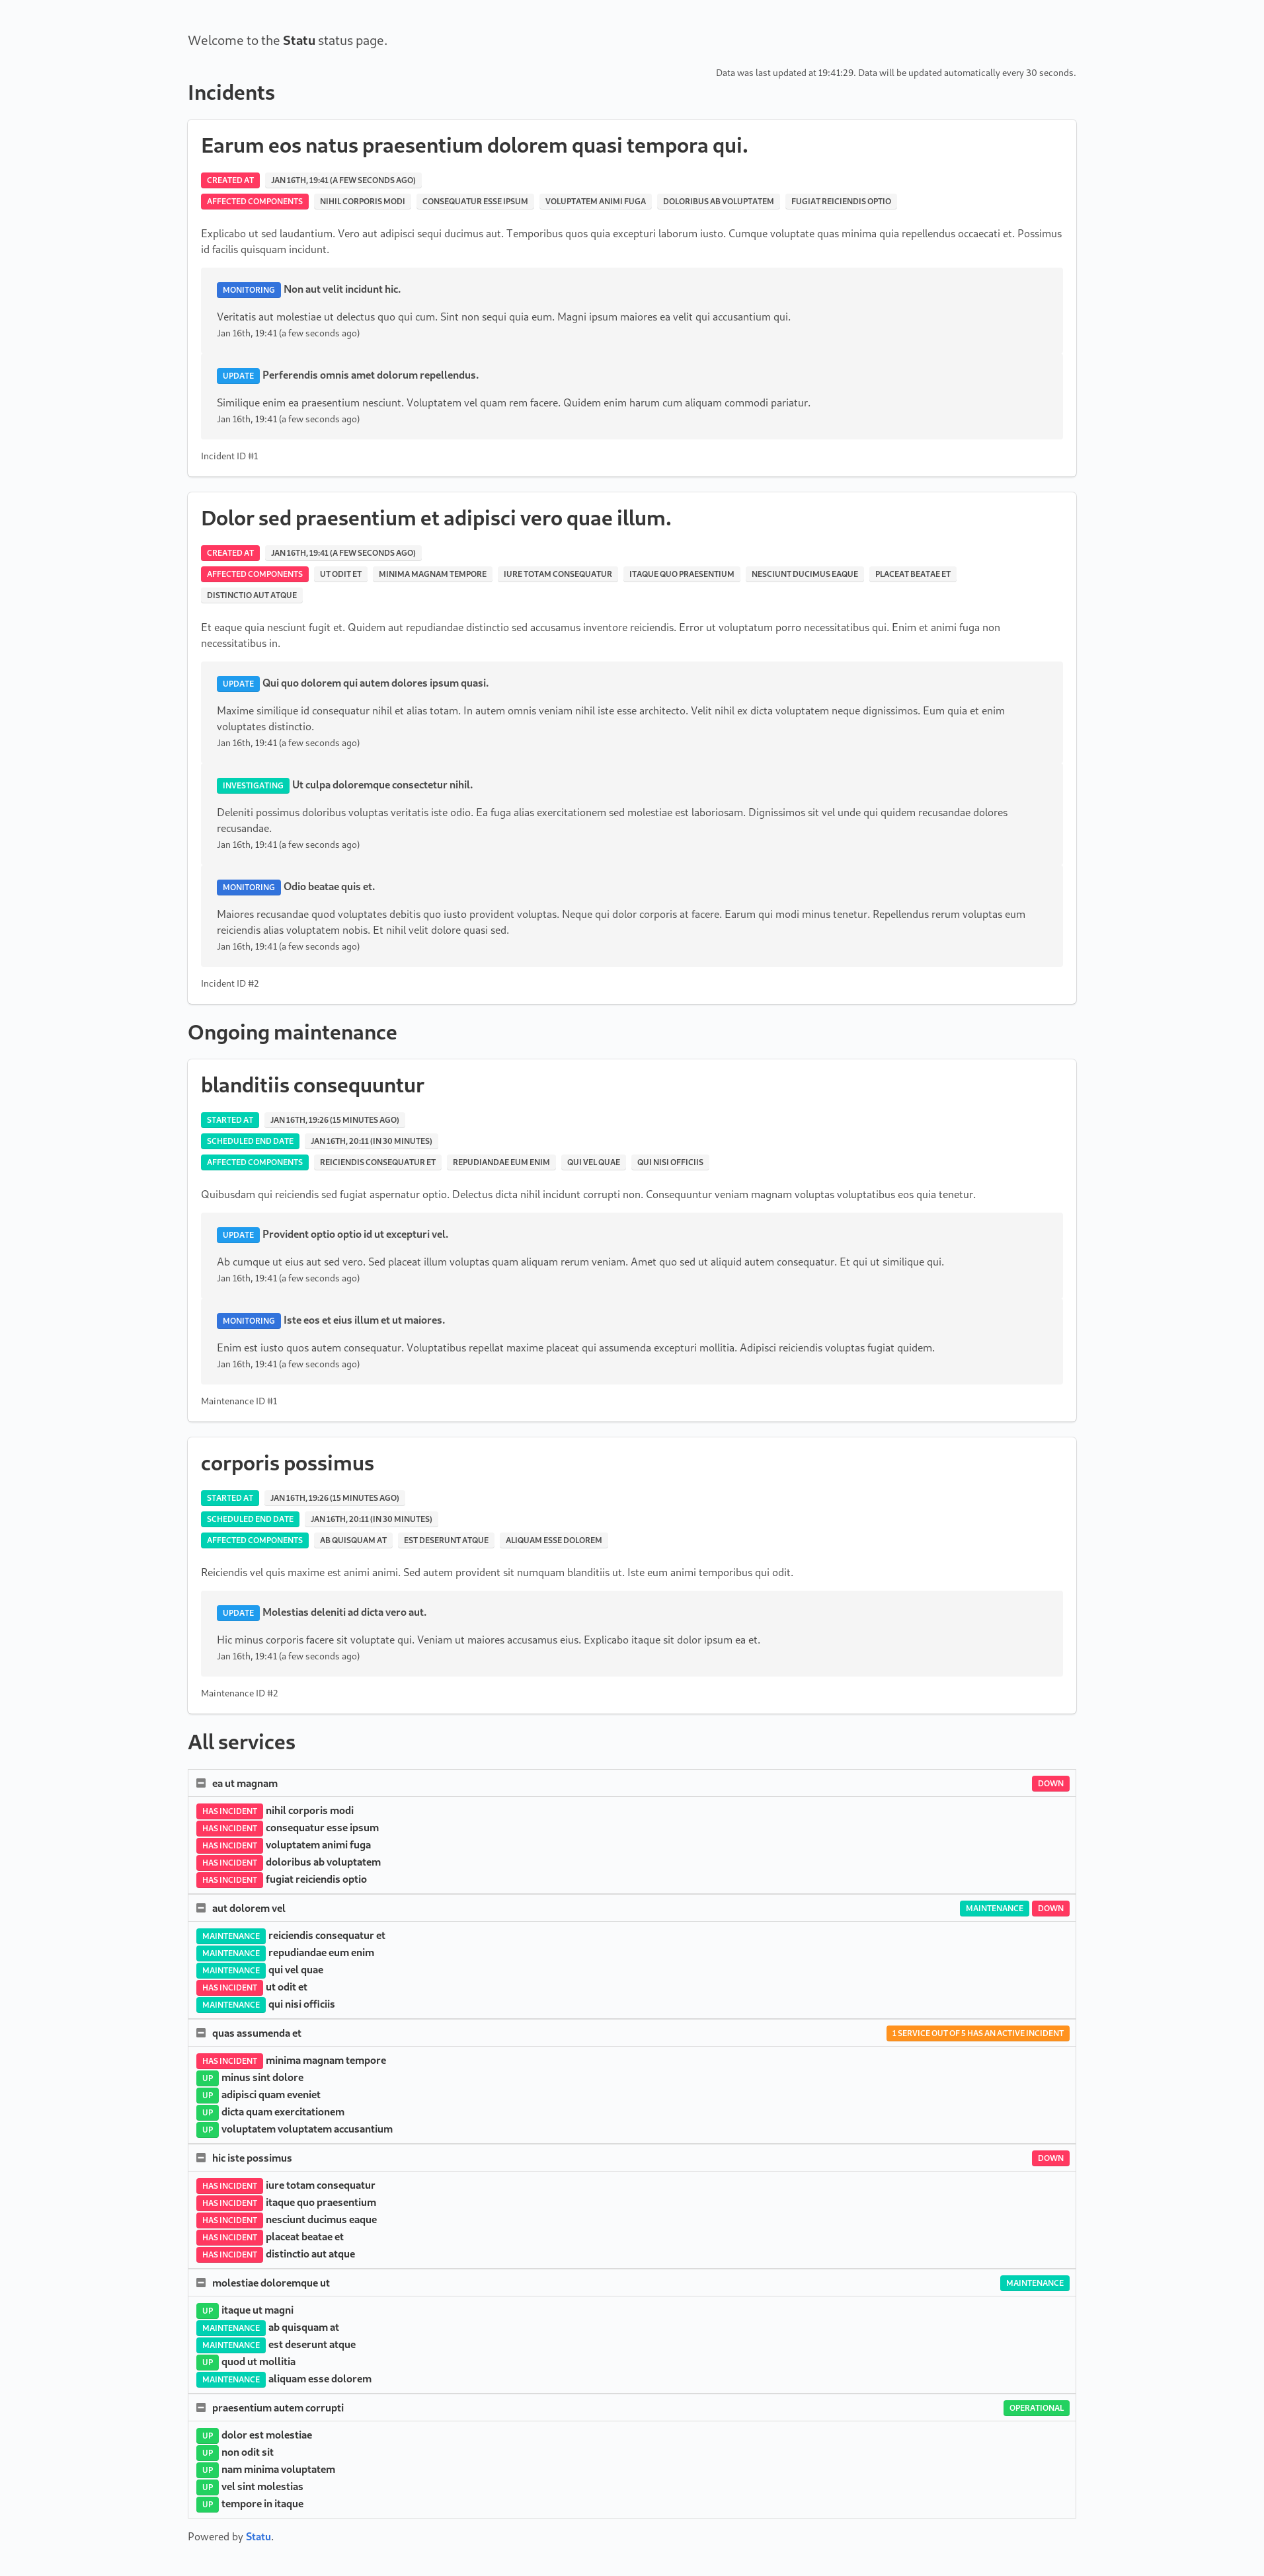 Welcome to the Statu status page.
Data was last updated at 19:41:29. Data will be updated automatically every 30 seconds.
Incidents
Earum eos natus praesentium dolorem quasi tempora qui.
CREATED AT JAN 16TH, 19:41 (A FEW SECONDS AGO)
AFFECTED COMPONENTS NIHIL CORPORIS MODI CONSEQUATUR ESSE IPSUM VOLUPTATEM ANIMI FUGA DOLORIBUS AB VOLUPTATEM FUGIAT REICIENDIS OPTIO
Explicabo ut sed laudantium. Vero aut adipisci sequi ducimus aut. Temporibus quos quia excepturi laborum iusto. Cumque voluptate quas minima quia repellendus occaecati et. Possimus
id facilis quisquam incidunt.
MONITORING Non aut velit incidunt hic.
Veritatis aut molestiae ut delectus quo qui cum. Sint non sequi quia eum. Magni ipsum maiores ea velit qui accusantium qui.
Jan 16th, 19:41 (a few seconds ago)
UPDATE Perferendis omnis amet dolorum repellendus.
Similique enim ea praesentium nesciunt. Voluptatem vel quam rem facere. Quidem enim harum cum aliquam commodi pariatur.
Jan 16th, 19:41 (a few seconds ago)
Incident ID #1
Dolor sed praesentium et adipisci vero quae illum.
CREATED AT JAN 16TH, 19:41 (A FEW SECONDS AGO)
AFFECTED COMPONENTS UT ODIT ET MINIMA MAGNAM TEMPORE IURE TOTAM CONSEQUATUR ITAQUE QUO PRAESENTIUM NESCIUNT DUCIMUS EAQUE PLACEAT BEATAE ET
DISTINCTIO AUT ATQUE
Et eaque quia nesciunt fugit et. Quidem aut repudiandae distinctio sed accusamus inventore reiciendis. Error ut voluptatum porro necessitatibus qui. Enim et animi fuga non
necessitatibus in.
UPDATE Qui quo dolorem qui autem dolores ipsum quasi.
Maxime similique id consequatur nihil et alias totam. In autem omnis veniam nihil iste esse architecto. Velit nihil ex dicta voluptatem neque dignissimos. Eum quia et enim
voluptates distinctio.
Jan 16th, 19:41 (a few seconds ago)
INVESTIGATING Ut culpa doloremque consectetur nihil.
Deleniti possimus doloribus voluptas veritatis iste odio. Ea fuga alias exercitationem sed molestiae est laboriosam. Dignissimos sit vel unde qui quidem recusandae dolores
recusandae.
Jan 16th, 19:41 (a few seconds ago)
MONITORING Odio beatae quis et.
Maiores recusandae quod voluptates debitis quo iusto provident voluptas. Neque qui dolor corporis at facere. Earum qui modi minus tenetur. Repellendus rerum voluptas eum
reiciendis alias voluptatem nobis. Et nihil velit dolore quasi sed.
Jan 16th, 19:41 (a few seconds ago)
Incident ID #2
Ongoing maintenance
blanditiis consequuntur
STARTED AT JAN 16TH, 19:26 (15 MINUTES AGO)
SCHEDULED END DATE JAN 16TH, 20:11 (IN 30 MINUTES)
AFFECTED COMPONENTS REICIENDIS CONSEQUATUR ET REPUDIANDAE EUM ENIM QUI VEL QUAE QUI NISI OFFICIIS
Quibusdam qui reiciendis sed fugiat aspernatur optio. Delectus dicta nihil incidunt corrupti non. Consequuntur veniam magnam voluptas voluptatibus eos quia tenetur.
UPDATE Provident optio optio id ut excepturi vel.
Ab cumque ut eius aut sed vero. Sed placeat illum voluptas quam aliquam rerum veniam. Amet quo sed ut aliquid autem consequatur. Et qui ut similique qui.
Jan 16th, 19:41 (a few seconds ago)
MONITORING Iste eos et eius illum et ut maiores.
Enim est iusto quos autem consequatur. Voluptatibus repellat maxime placeat qui assumenda excepturi mollitia. Adipisci reiciendis voluptas fugiat quidem.
Jan 16th, 19:41 (a few seconds ago)
Maintenance ID #1
corporis possimus
STARTED AT JAN 16TH, 19:26 (15 MINUTES AGO)
SCHEDULED END DATE JAN 16TH, 20:11 (IN 30 MINUTES)
AFFECTED COMPONENTS AB QUISQUAM AT EST DESERUNT ATQUE ALIQUAM ESSE DOLOREM
Reiciendis vel quis maxime est animi animi. Sed autem provident sit numquam blanditiis ut. Iste eum animi temporibus qui odit.
UPDATE Molestias deleniti ad dicta vero aut.
Hic minus corporis facere sit voluptate qui. Veniam ut maiores accusamus eius. Explicabo itaque sit dolor ipsum ea et.
Jan 16th, 19:41 (a few seconds ago)
Maintenance ID #2
All services
ea ut magnam DOWN
HAS INCIDENT nihil corporis modi
HAS INCIDENT consequatur esse ipsum
HAS INCIDENT voluptatem animi fuga
HAS INCIDENT doloribus ab voluptatem
HAS INCIDENT fugiat reiciendis optio
aut dolorem vel MAINTENANCE DOWN
MAINTENANCE reiciendis consequatur et
MAINTENANCE repudiandae eum enim
MAINTENANCE qui vel quae
HAS INCIDENT ut odit et
MAINTENANCE qui nisi officiis
quas assumenda et 1 SERVICE OUT OF 5 HAS AN ACTIVE INCIDENT
HAS INCIDENT minima magnam tempore
UP minus sint dolore
UP adipisci quam eveniet
UP dicta quam exercitationem
UP voluptatem voluptatem accusantium
hic iste possimus DOWN
HAS INCIDENT iure totam consequatur
HAS INCIDENT itaque quo praesentium
HAS INCIDENT nesciunt ducimus eaque
HAS INCIDENT placeat beatae et
HAS INCIDENT distinctio aut atque
molestiae doloremque ut MAINTENANCE
UP itaque ut magni
MAINTENANCE ab quisquam at
MAINTENANCE est deserunt atque
UP quod ut mollitia
MAINTENANCE aliquam esse dolorem
praesentium autem corrupti OPERATIONAL
UP dolor est molestiae
UP non odit sit
UP nam minima voluptatem
UP vel sint molestias
UP tempore in itaque
Powered by Statu.